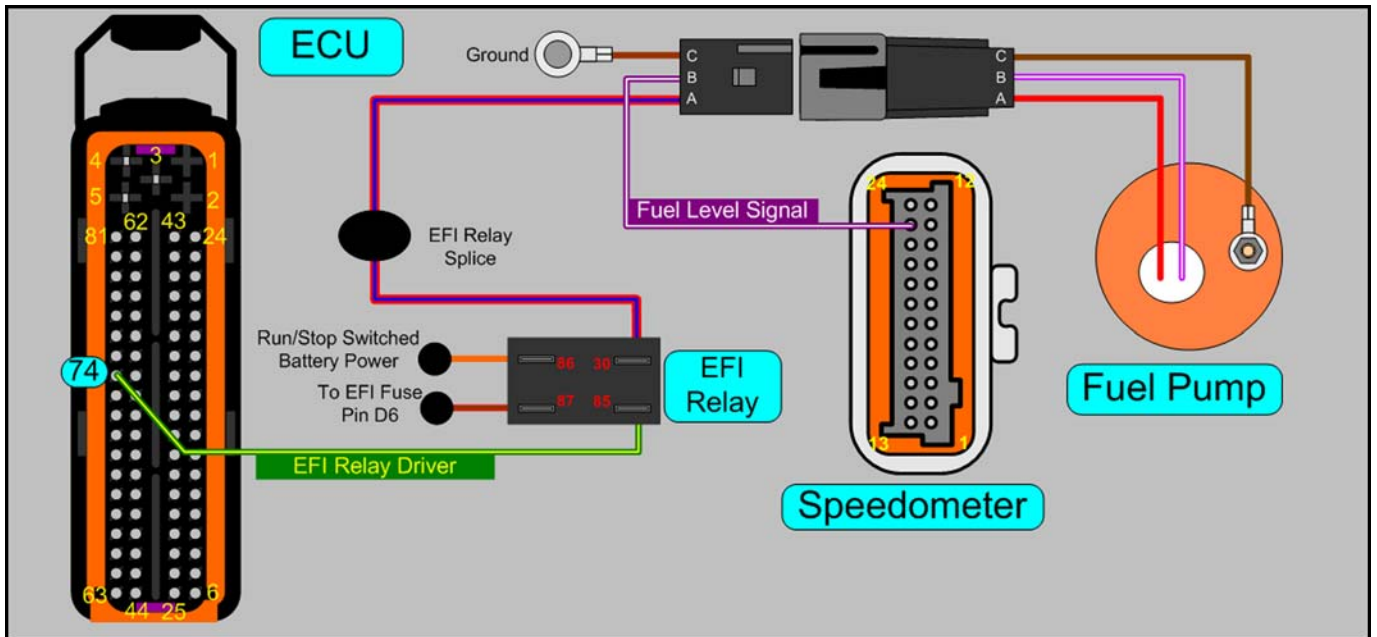 ECU
Ground
C
B
A
C
B
A
4
3
1
5
2
62
43
81
24
Fuel Level Signal
24
12
EFI Relay
Splice
Run/Stop Switched
Battery Power
86
30
EFI
Relay
74
To EFI Fuse
Pin D6
87
85
Fuel Pump
EFI Relay Driver
13
1
Speedometer
63
6
44
25